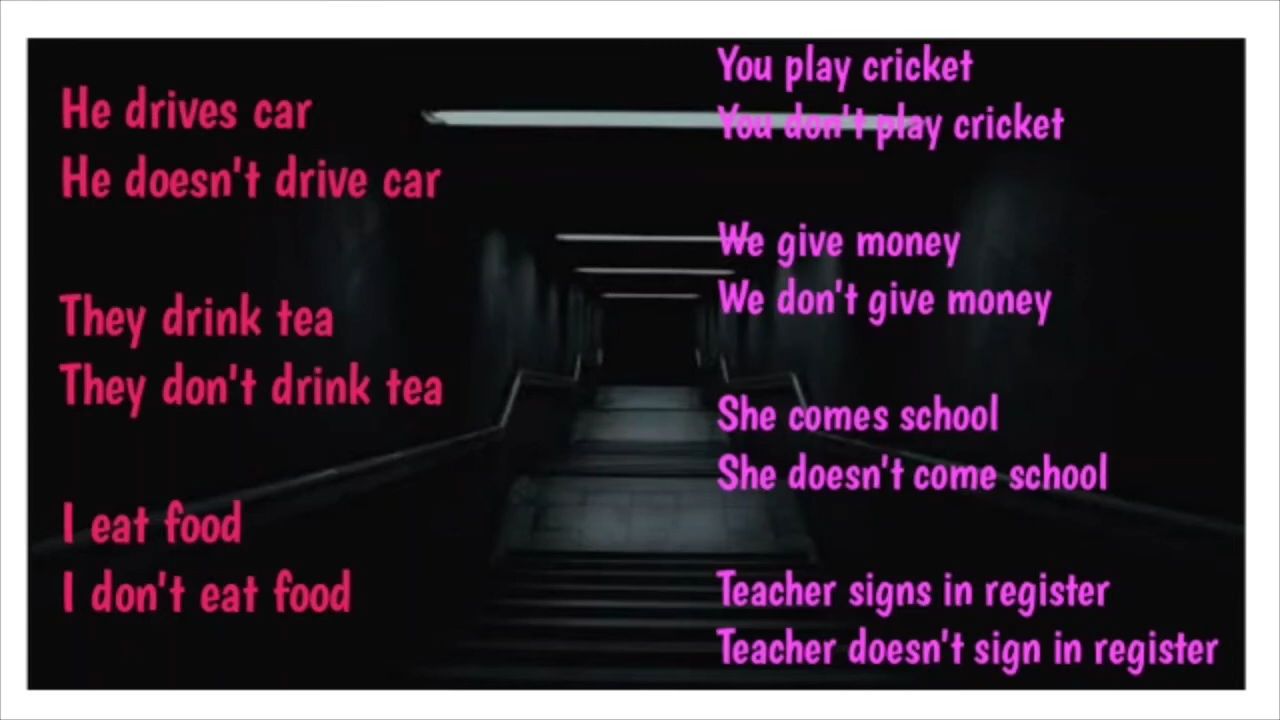 He drives car
He doesn't drive car
They drink tea
They don't drink tea
I eat food
I don't eat food
You play cricket
You don't play cricket
We give money
We don't give money
She comes school
She doesn't come school
Teacher signs in register
Teacher doesn't sign in register